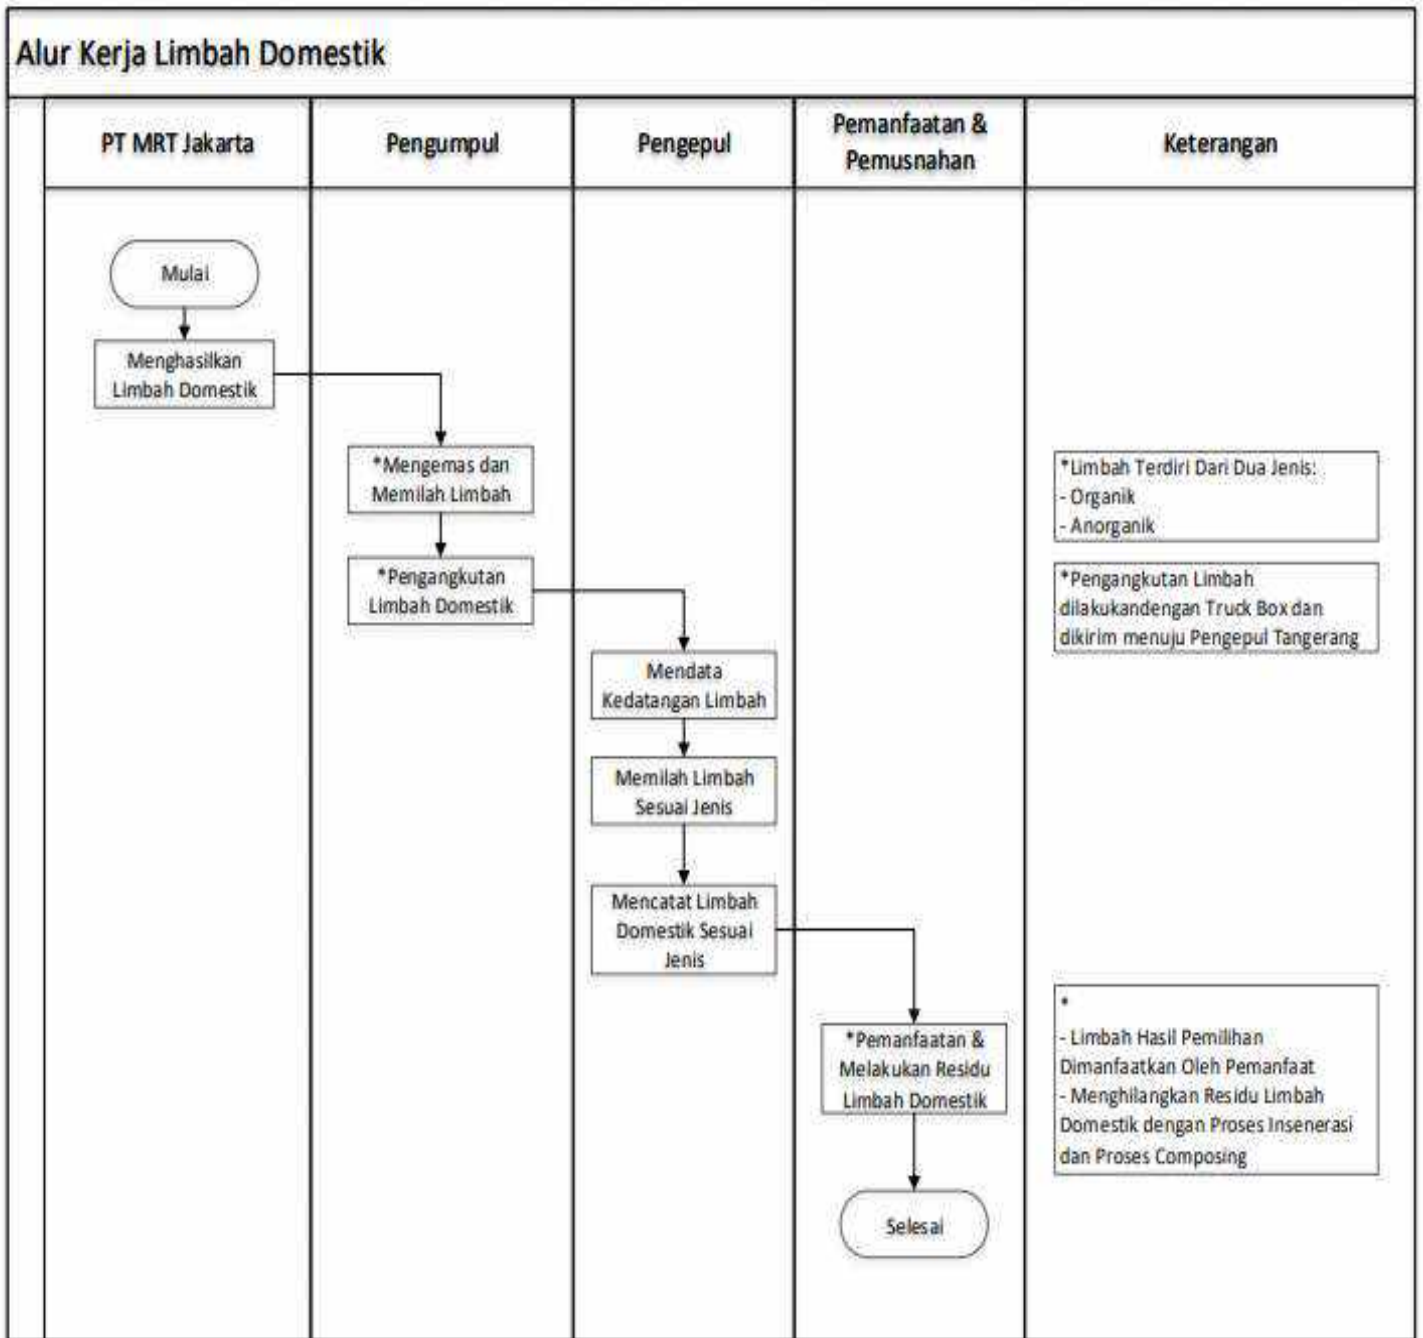 Alur Kerja Limbah Domestik
PT MRT Jakarta
Pengumpul
Pengepul
Pemanfaatan &
Pemusnahan
Keterangan
Mulai
Menghasilkan
Limbah Domestik
*Mengemas dan
Memilah Limbah
*Limbah Terdiri Dari Dua Jenis:
- Organik
- Anorganik
*Pengangkutan
Limbah Domestik
*Pengangkutan Limbah
dilakukandengan Truck Box dan
dikirim menuju Pengepul Tangerang
Mendata
Kedatangan Limbah
Memilah Limbah
Sesuai Jenis
Mencatat Limbah
Domestik Sesuai
Jenis
*Pemanfaatan &
Melakukan Residu
Limbah Domestik
*
- Limbah Hasil Pemilihan
Dimanfaatkan Oleh Pemanfaat
- Menghilangkan Residu Limbah
Domestik dengan Proses Insenerasi
dan Proses Composing
Selesai